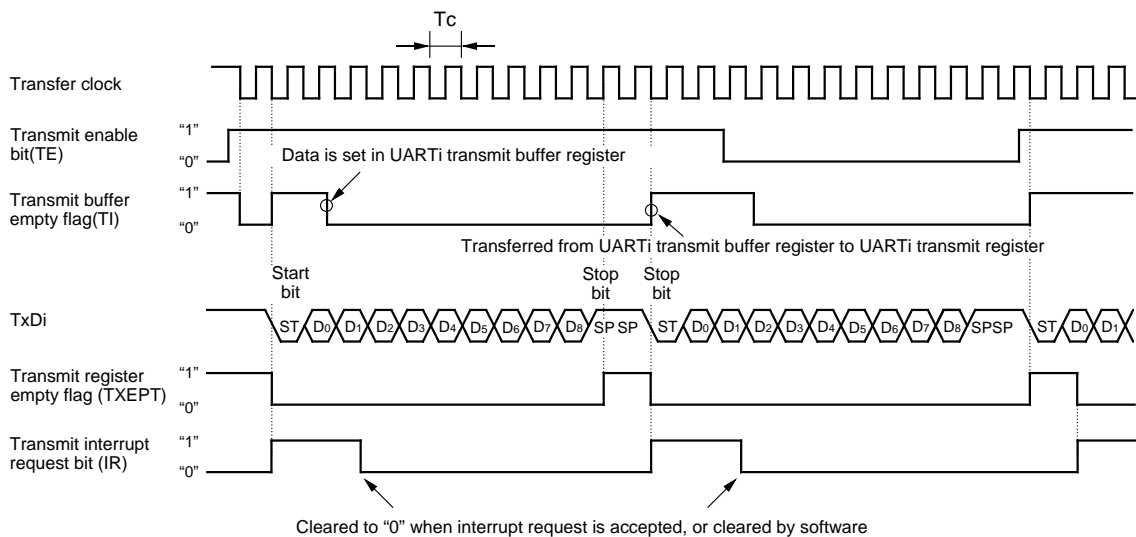 Tc
Transfer clock
Transmit enable
bit(TE)
“1”
“0”
Data is set in UARTi transmit buffer register
Transmit buffer
empty flag(TI)
“1”
“0”
Transferred from UARTi transmit buffer register to UARTi transmit register
Start
bit
Stop
bit
Stop
bit
TxDi
ST D0 D1 D2 D3 D4 D5 D6 D7 D8 SP SP ST D0 D1 D2 D3 D4 D5 D6 D7 D8 SPSP ST D0 D1
Transmit register
empty flag (TXEPT)
“1”
“0”
Transmit interrupt
request bit (IR)
“1”
“0”
Cleared to “0” when interrupt request is accepted, or cleared by software